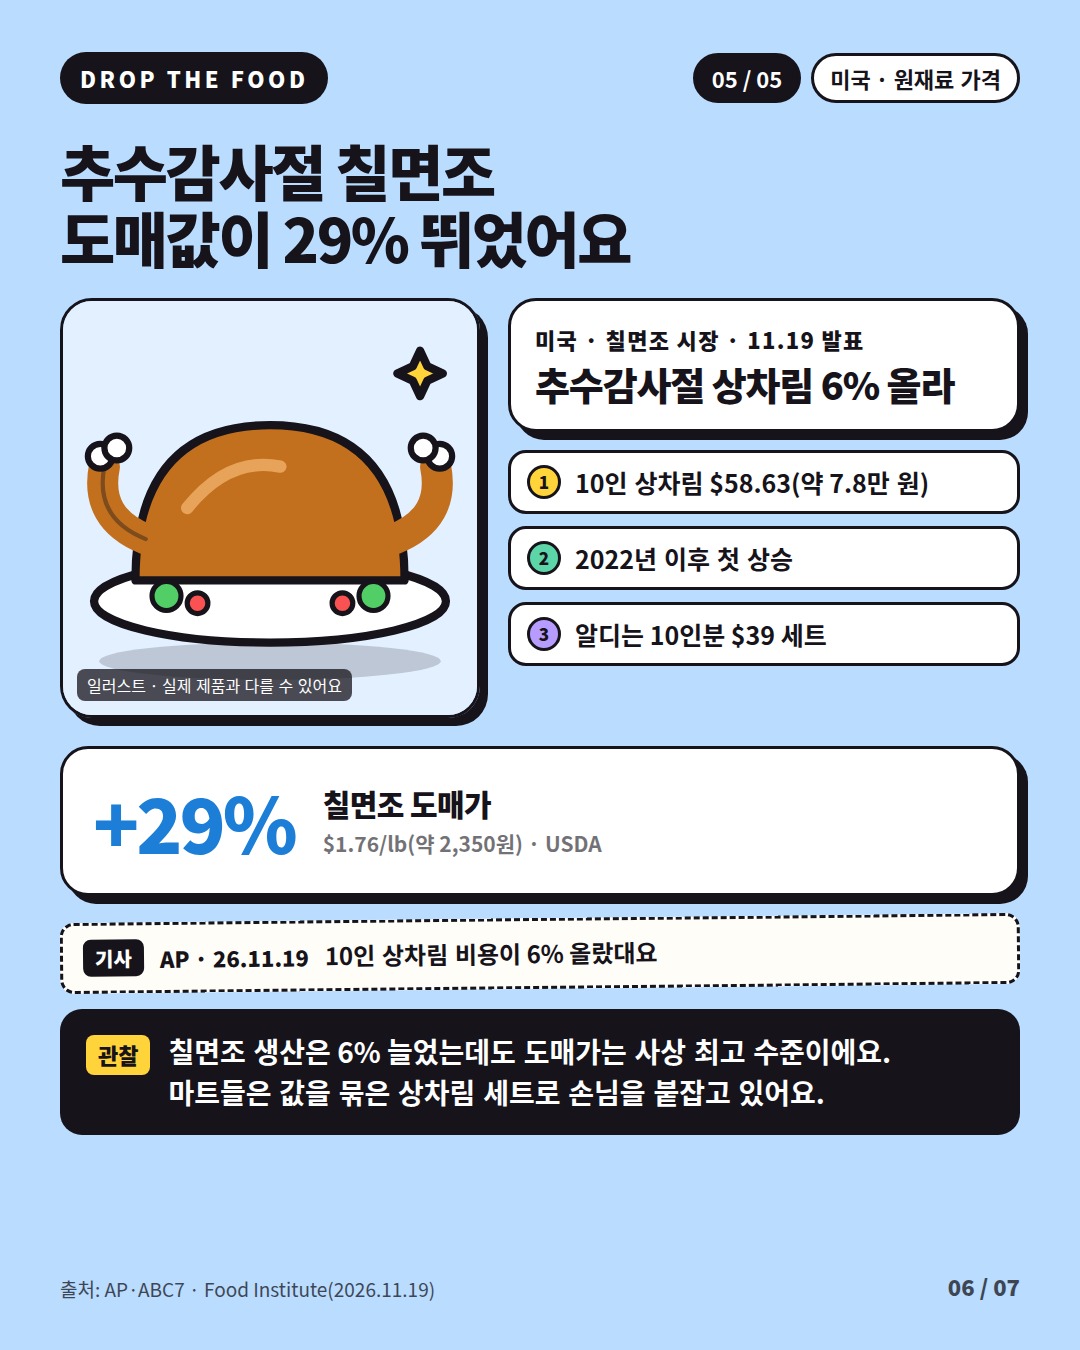 DROP THE FOOD
05 / 05
미국 · 원재료 가격
추수감사절 칠면조
도매값이 29% 뛰었어요
미국 · 칠면조 시장 · 11.19 발표
추수감사절 상차림 6% 올라
1 10인 상차림 $58.63(약 7.8만 원)
2 2022년 이후 첫 상승
3 알디는 10인분 $39 세트
일러스트 · 실제 제품과 다를 수 있어요
+29%
칠면조 도매가
$1.76/lb(약 2,350원) · USDA
기사 AP · 26.11.19 10인 상차림 비용이 6% 올랐대요
관찰 칠면조 생산은 6% 늘었는데도 도매가는 사상 최고 수준이에요.
마트들은 값을 묶은 상차림 세트로 손님을 붙잡고 있어요.
출처: AP·ABC7 · Food Institute(2026.11.19)
06 / 07